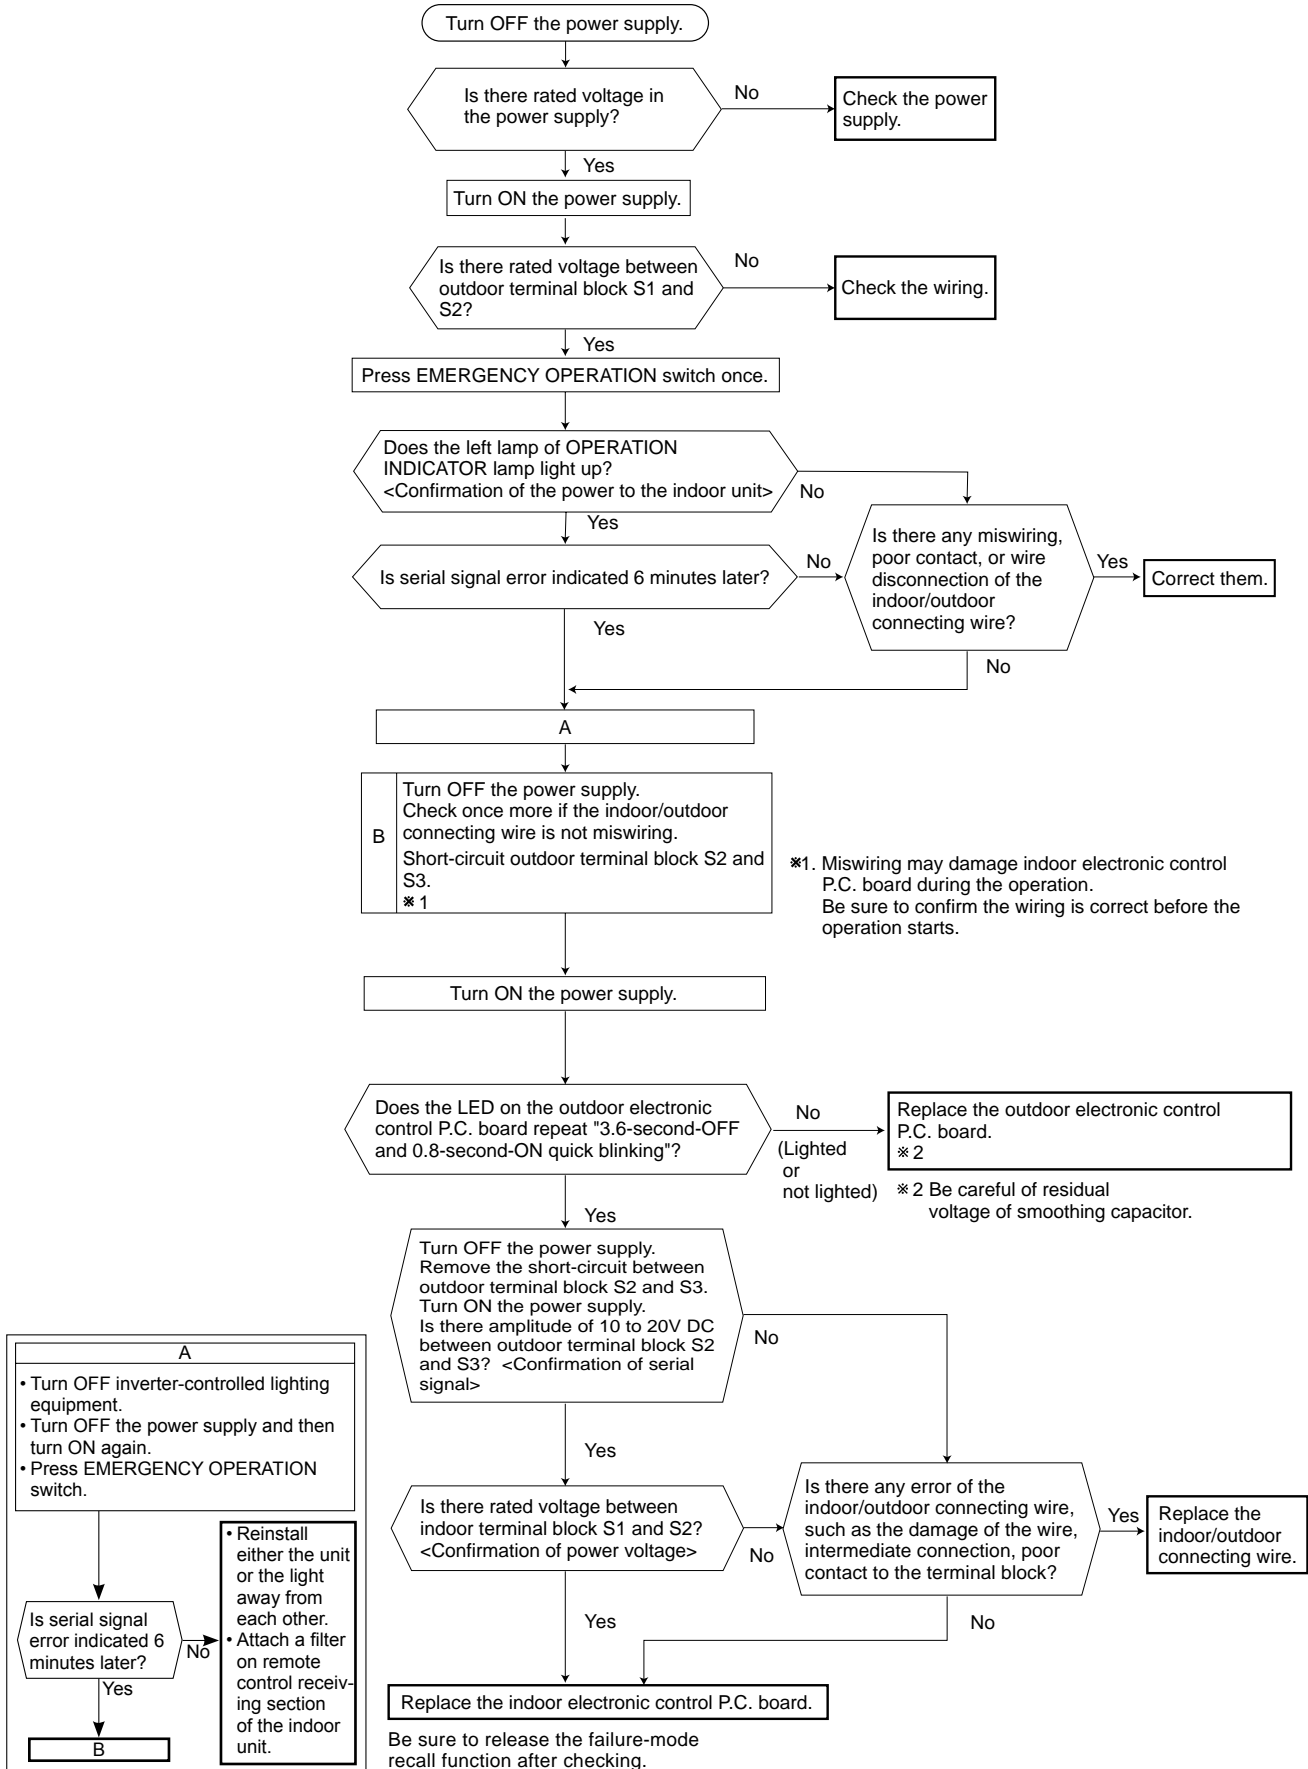 Turn OFF the power supply.
Is there rated voltage in
the power supply?
No
Check the power
supply.
Yes
Turn ON the power supply.
Is there rated voltage between
outdoor terminal block S1 and
S2?
No
Check the wiring.
Yes
Press EMERGENCY OPERATION switch once.
Does the left lamp of OPERATION
INDICATOR lamp light up?
<Confirmation of the power to the indoor unit>
No
Yes
Is serial signal error indicated 6 minutes later?
No
Is there any miswiring,
poor contact, or wire
disconnection of the
indoor/outdoor
connecting wire?
Yes
Correct them.
Yes
No
A
B
Turn OFF the power supply.
Check once more if the indoor/outdoor
connecting wire is not miswiring.
Short-circuit outdoor terminal block S2 and
S3.
※ 1
※1. Miswiring may damage indoor electronic control
P.C. board during the operation.
Be sure to confirm the wiring is correct before the
operation starts.
Turn ON the power supply.
Does the LED on the outdoor electronic
control P.C. board repeat "3.6-second-OFF
and 0.8-second-ON quick blinking"?
No
(Lighted
or
not lighted)
Replace the outdoor electronic control
P.C. board.
※ 2
※ 2 Be careful of residual
voltage of smoothing capacitor.
Yes
Turn OFF the power supply.
Remove the short-circuit between
outdoor terminal block S2 and S3.
Turn ON the power supply.
Is there amplitude of 10 to 20V DC
between outdoor terminal block S2
and S3? <Confirmation of serial
signal>
No
Yes
Is there rated voltage between
indoor terminal block S1 and S2?
<Confirmation of power voltage>
No
Is there any error of the
indoor/outdoor connecting wire,
such as the damage of the wire,
intermediate connection, poor
contact to the terminal block?
Yes
Replace the
indoor/outdoor
connecting wire.
Yes
No
Replace the indoor electronic control P.C. board.
Be sure to release the failure-mode
recall function after checking.
A
• Turn OFF inverter-controlled lighting
equipment.
• Turn OFF the power supply and then
turn ON again.
• Press EMERGENCY OPERATION
switch.
Is serial signal
error indicated 6
minutes later?
No
• Reinstall
either the unit
or the light
away from
each other.
• Attach a filter
on remote
control receiv-
ing section
of the indoor
unit.
Yes
B